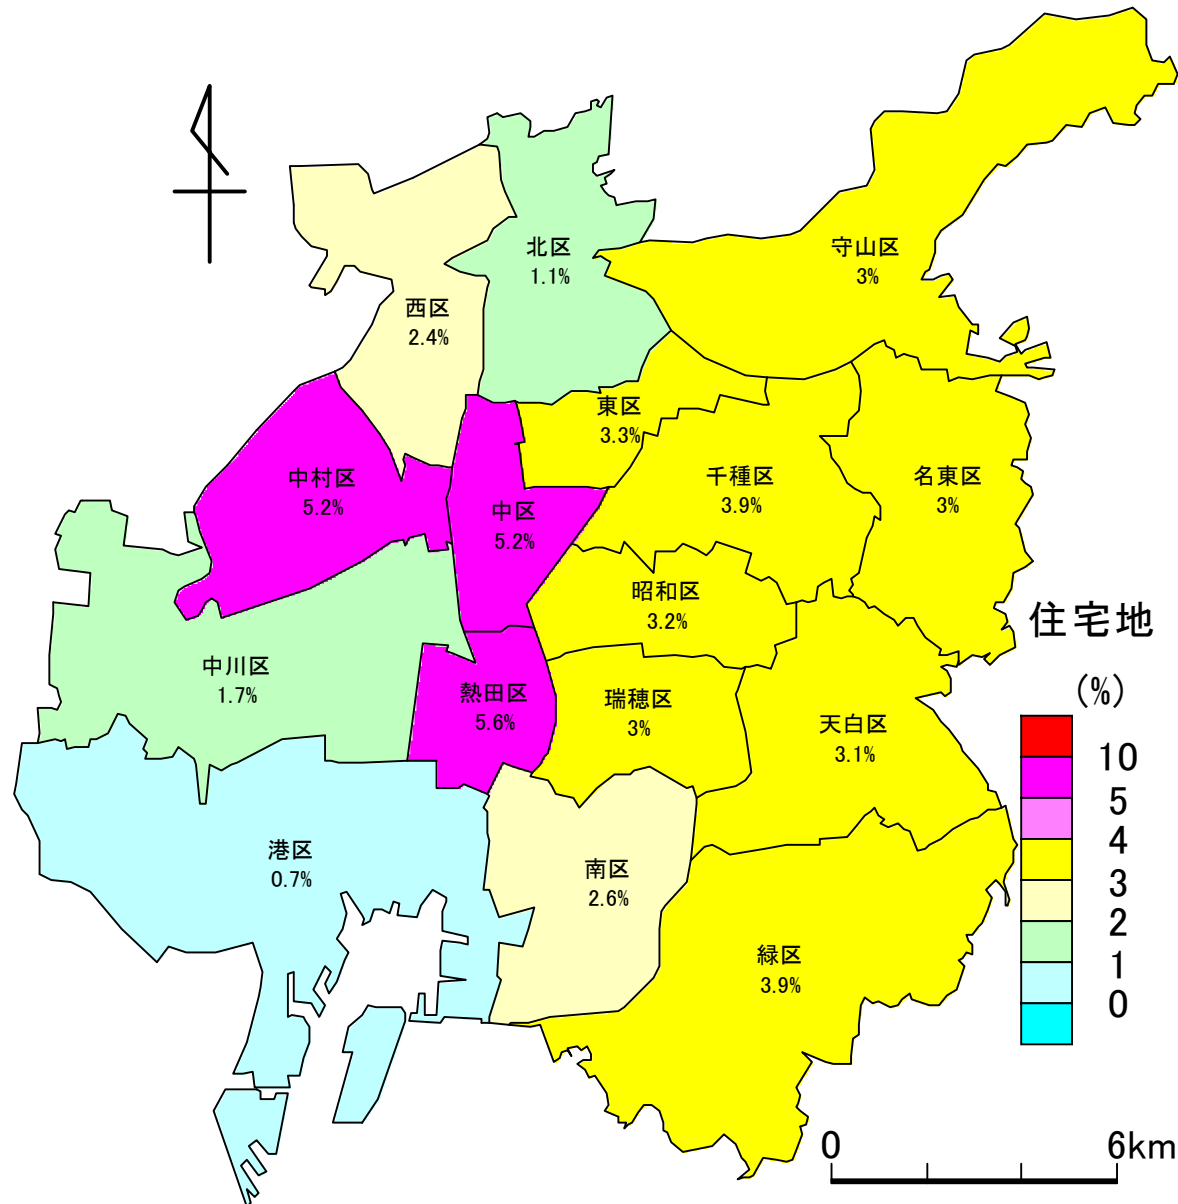 北区
1.1%
守山区
3%
西区
2.4%
東区
3.3%
中村区
5.2%
中区
5.2%
千種区
3.9%
名東区
3%
昭和区
3.2%
住宅地
(%)
中川区
1.7%
熱田区
5.6%
瑞穂区
3%
天白区
3.1%
10
5
4
3
2
1
0
港区
0.7%
南区
2.6%
緑区
3.9%
0 6km